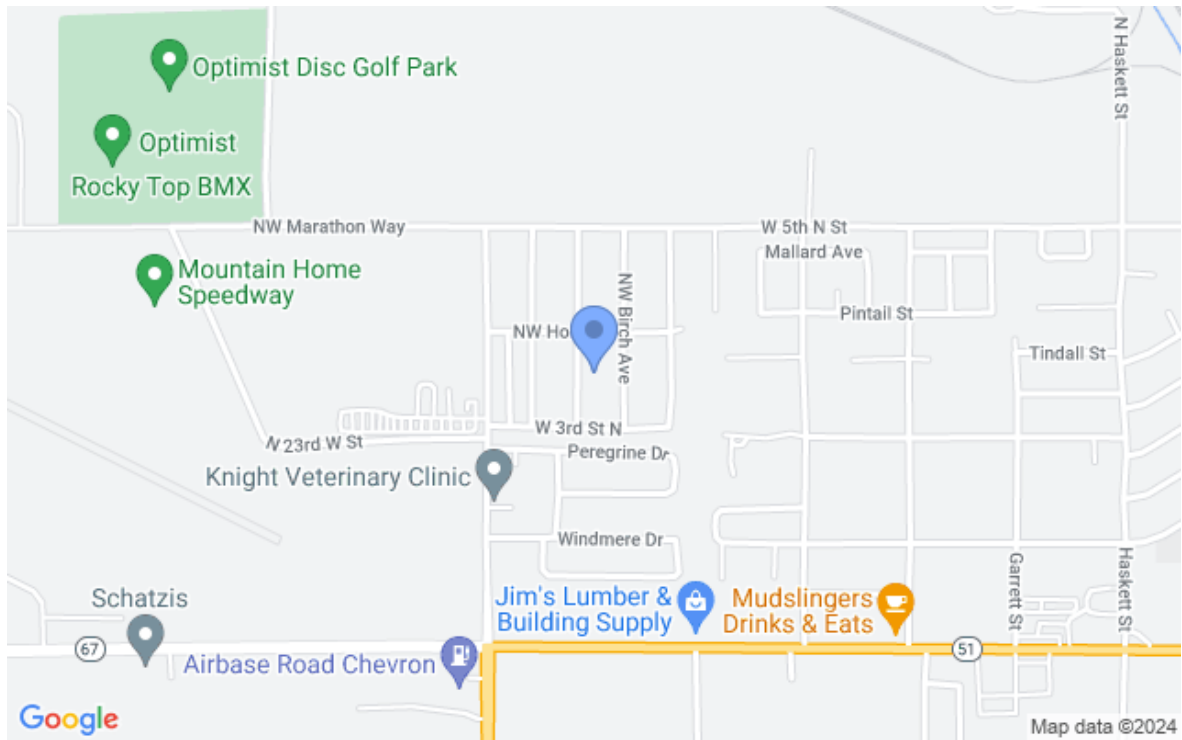 Optimist Disc Golf Park
Optimist
Rocky Top BMX
N Haskett St
NW Marathon Way
W 5th N St
Mallard Ave
Mountain Home
Speedway
NW Birch Ave
Pintail St
NW Ho
Tindall St
W 3rd St N
N 23rd W St
Peregrine Dr
Knight Veterinary Clinic
Windmere Dr
Garrett St
Haskett St
Schatzis
Jim's Lumber &
Building Supply
Mudslingers
Drinks & Eats
67
Airbase Road Chevron
51
Google
Map data ©2024